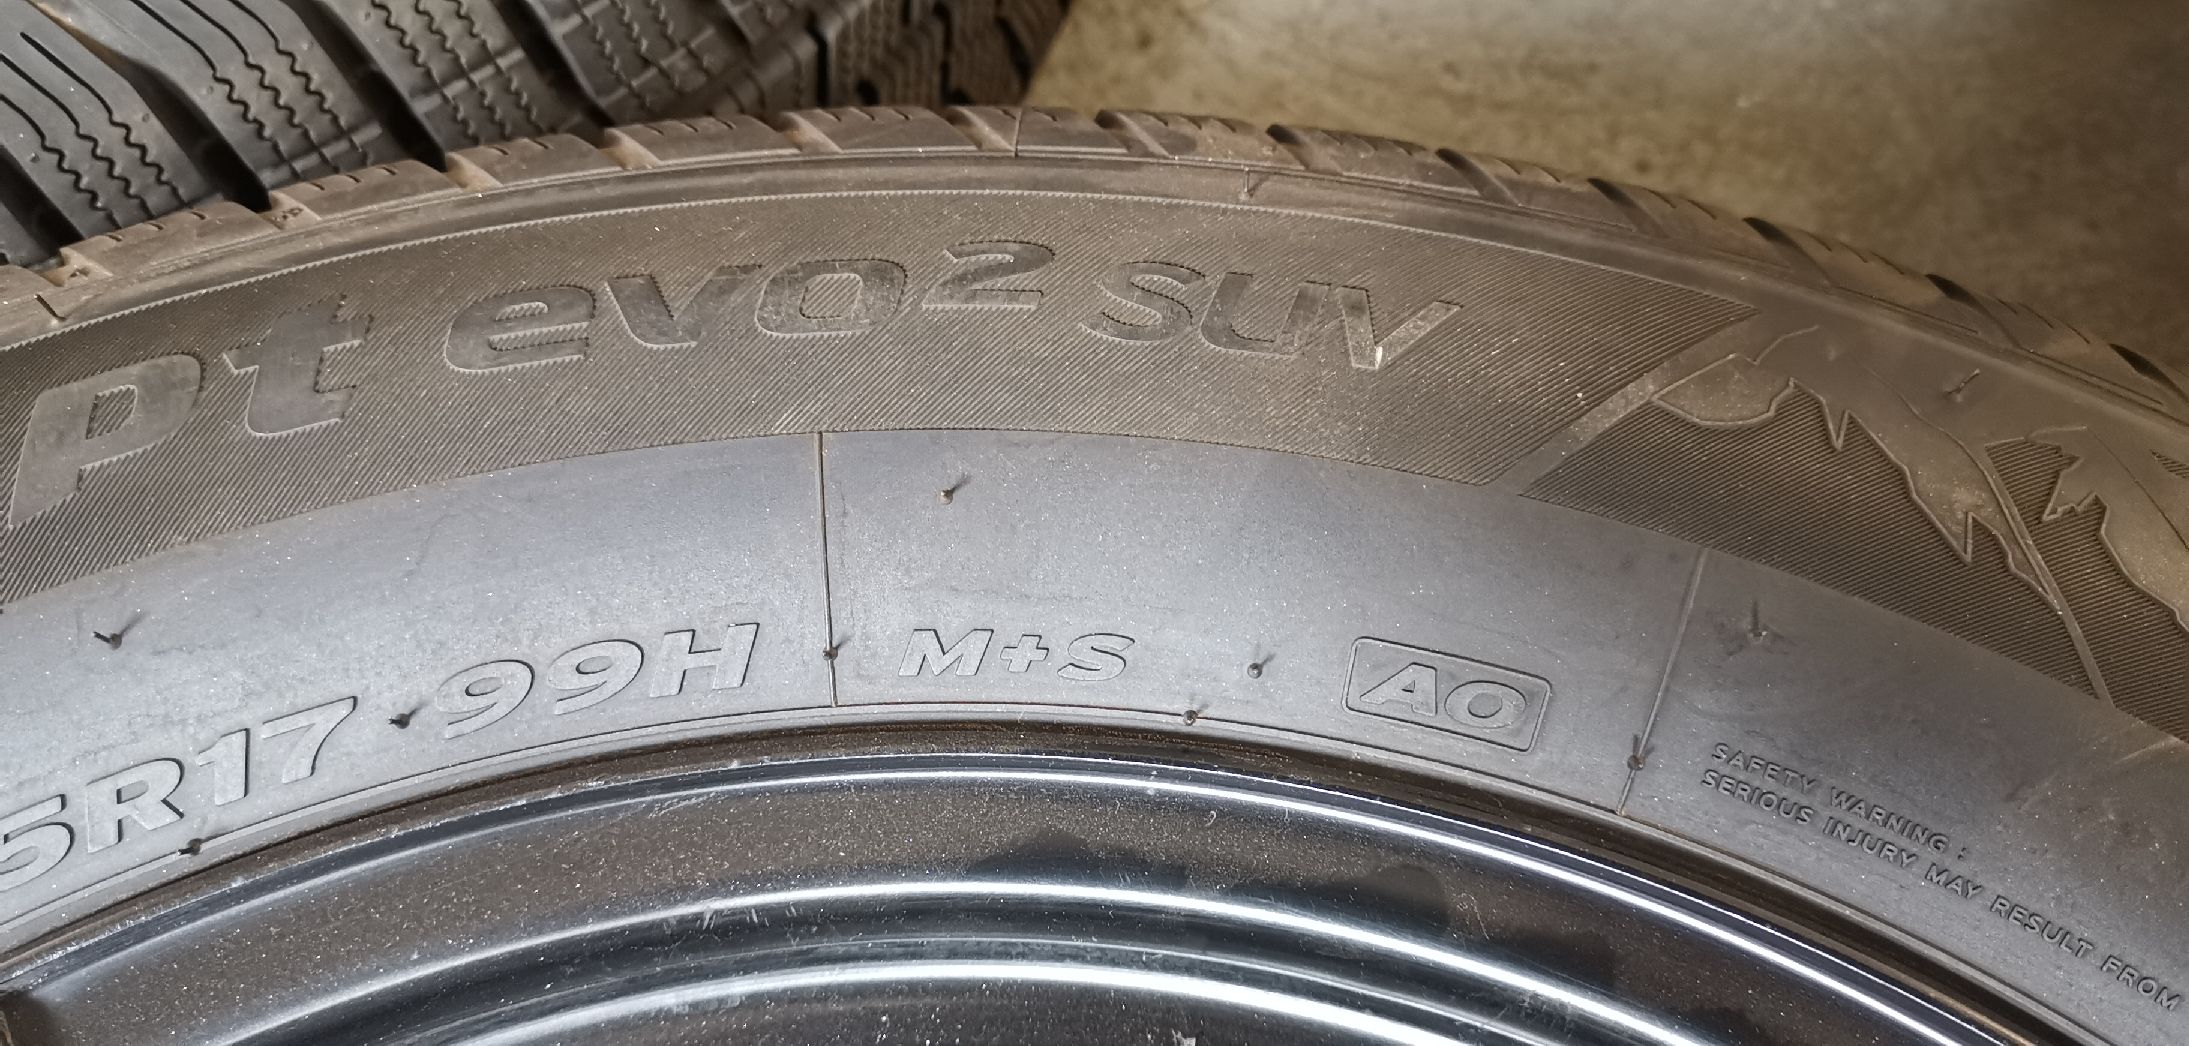 pt evo2 SUV
5R17 99H M+S AO
SAFETY WARNING :
SERIOUS INJURY MAY RESULT FROM